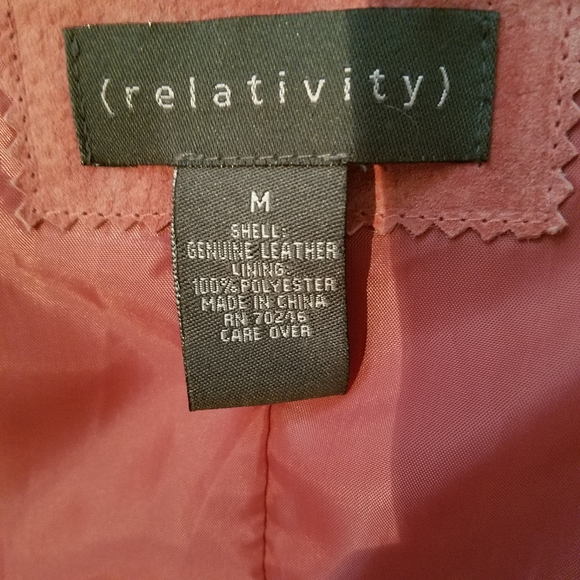 (relativity)
M
SHELL:
GENUINE LEATHER
LINING:
100%POLYESTER
MADE IN CHINA
RN 70246
CARE OVER